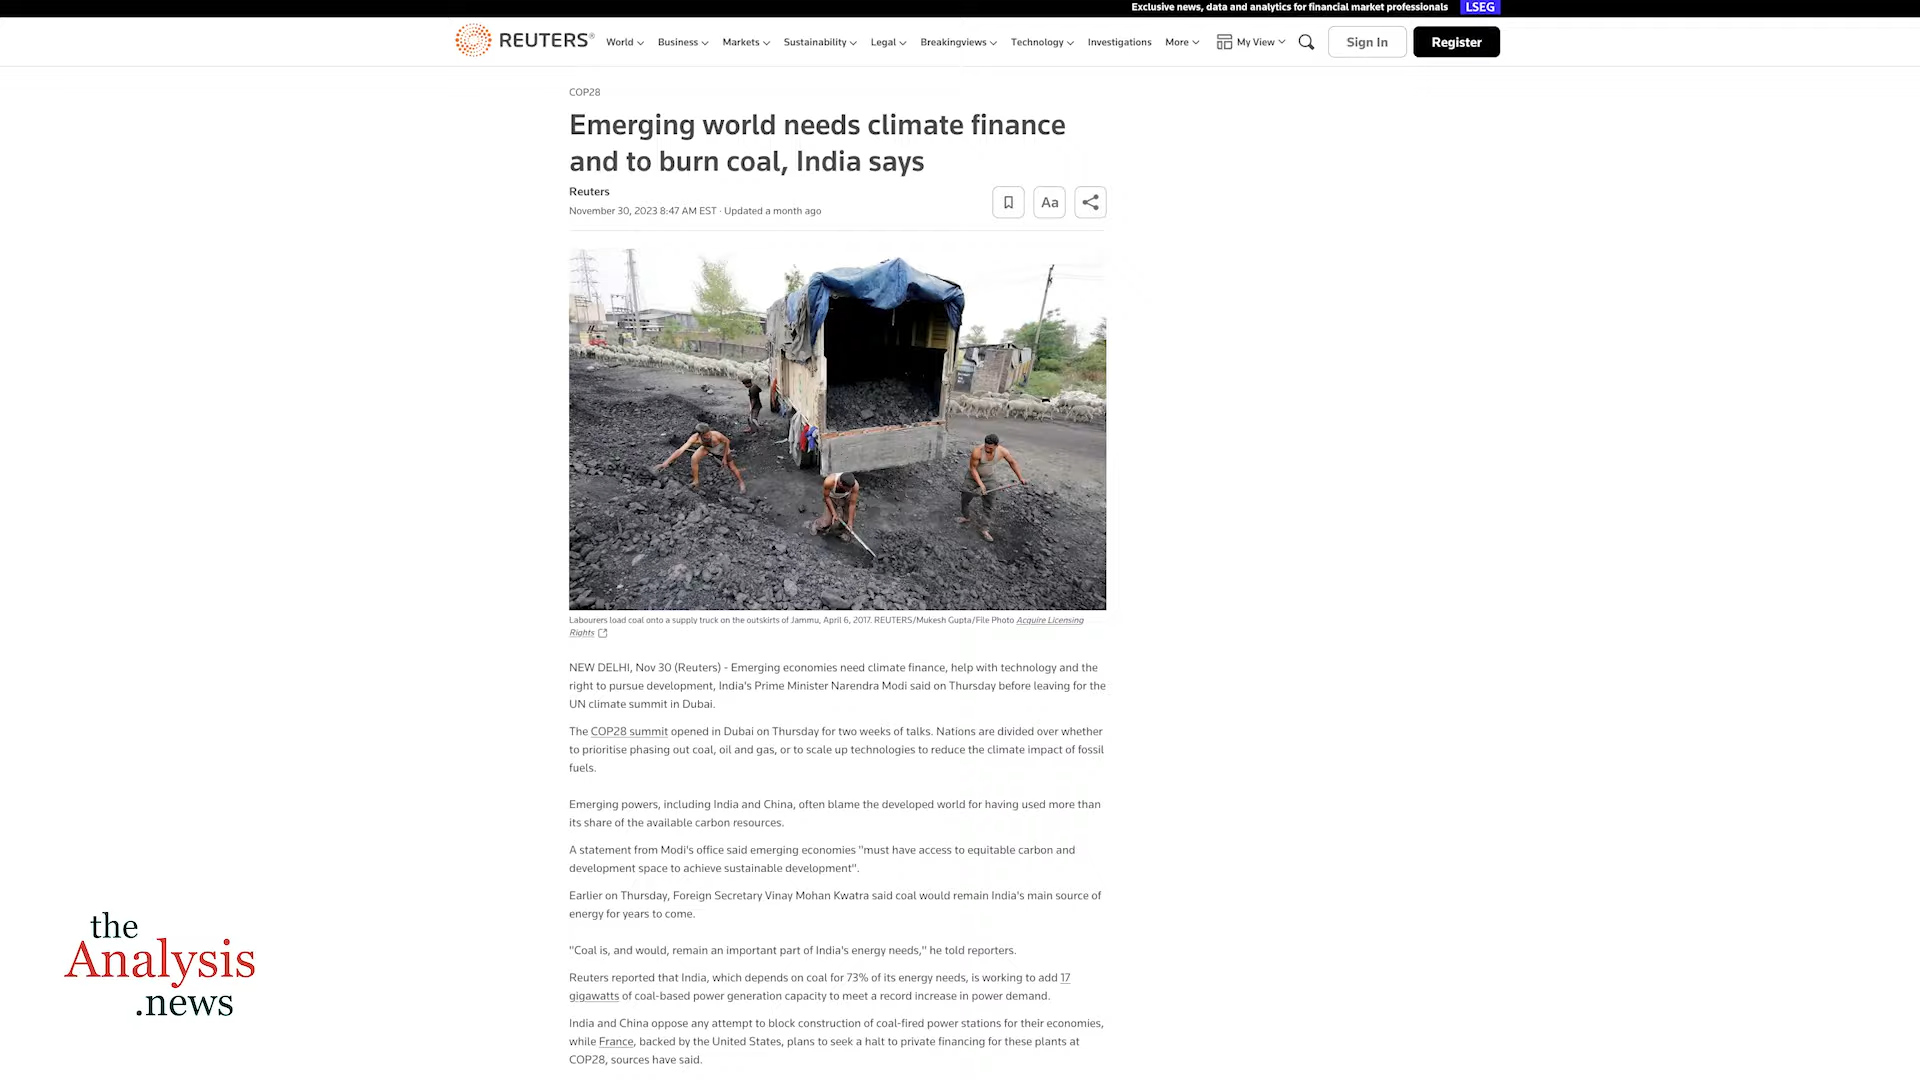 Exclusive news, data and analytics for financial market professionals LSEG
REUTERS® World Business Markets Sustainability Legal Breakingviews Technology Investigations More My View Sign In Register
COP28
Emerging world needs climate finance
and to burn coal, India says
Reuters
November 30, 2023 8:47 AM EST · Updated a month ago
Aa
Labourers load coal onto a supply truck on the outskirts of Jammu, April 6, 2017. REUTERS/Mukesh Gupta/File Photo Acquire Licensing
Rights
NEW DELHI, Nov 30 (Reuters) - Emerging economies need climate finance, help with technology and the
right to pursue development, India's Prime Minister Narendra Modi said on Thursday before leaving for the
UN climate summit in Dubai.
The COP28 summit opened in Dubai on Thursday for two weeks of talks. Nations are divided over whether
to prioritise phasing out coal, oil and gas, or to scale up technologies to reduce the climate impact of fossil
fuels.
Emerging powers, including India and China, often blame the developed world for having used more than
its share of the available carbon resources.
A statement from Modi's office said emerging economies "must have access to equitable carbon and
development space to achieve sustainable development".
Earlier on Thursday, Foreign Secretary Vinay Mohan Kwatra said coal would remain India's main source of
energy for years to come.
"Coal is, and would, remain an important part of India's energy needs," he told reporters.
Reuters reported that India, which depends on coal for 73% of its energy needs, is working to add 17
gigawatts of coal-based power generation capacity to meet a record increase in power demand.
India and China oppose any attempt to block construction of coal-fired power stations for their economies,
while France, backed by the United States, plans to seek a halt to private financing for these plants at
COP28, sources have said.
the
Analysis
.news